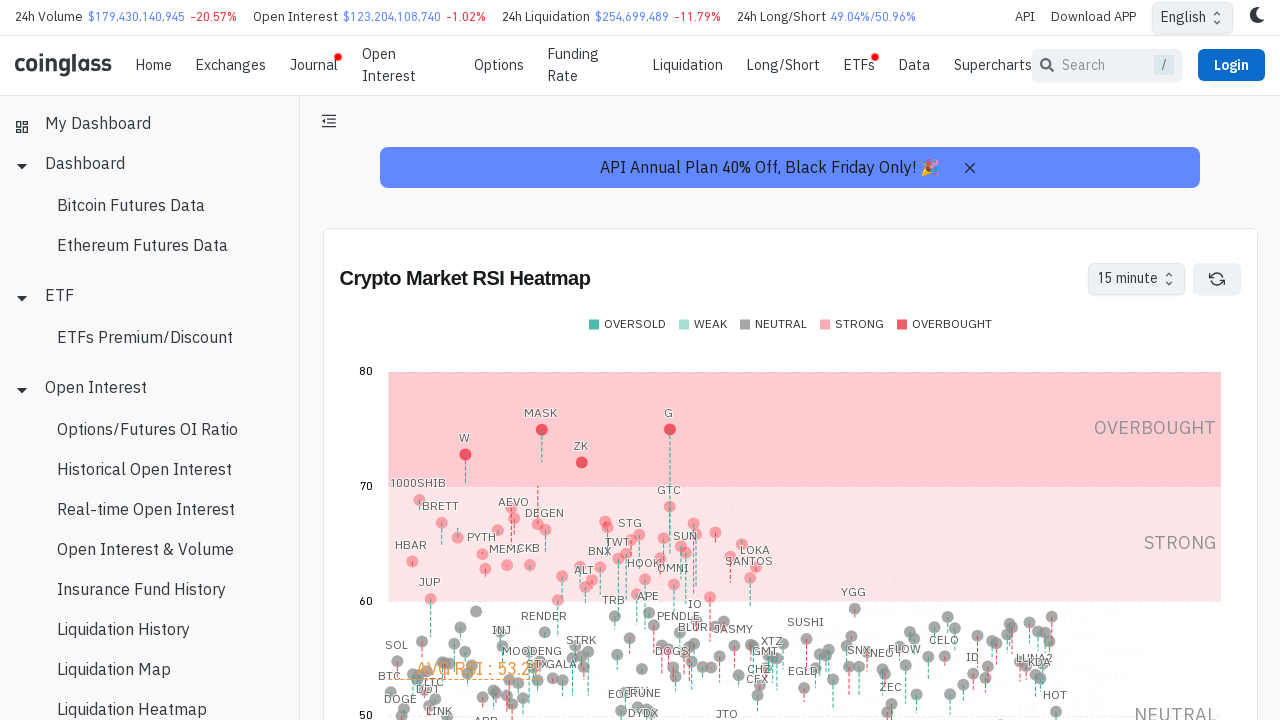 24h Volume $179,430,140,945 -20.57% Open Interest $123,204,108,740 -1.02% 24h Liquidation $254,699,489 -11.79% 24h Long/Short 49.04%/50.96% API Download APP English
coinglass Home Exchanges Journal Open Interest Options Funding Rate Liquidation Long/Short ETFs Data Supercharts Search / Login
My Dashboard
Dashboard
Bitcoin Futures Data
Ethereum Futures Data
ETF
ETFs Premium/Discount
Open Interest
Options/Futures OI Ratio
Historical Open Interest
Real-time Open Interest
Open Interest & Volume
Insurance Fund History
Liquidation History
Liquidation Map
Liquidation Heatmap
API Annual Plan 40% Off, Black Friday Only! 🎉
Crypto Market RSI Heatmap
15 minute
OVERSOLD WEAK NEUTRAL STRONG OVERBOUGHT
80
MASK G
OVERBOUGHT
W
ZK
1000SHIB
70
GTC
BRETT
AEVO
DEGEN
STG
PYTH
SUN
HBAR
CKB
TWT
BNX
LOKA
HOOK
SANTOS
ALT
OMNI
STRONG
JUP
YGG
APE
TRB
60
IO
RENDER
PENDLE
SUSHI
INJ
BLUR
JASMY
STRK
XTZ
CELO
SOL
MOODENG
DOGS
GMT
SNX
NEO
FLOW
ID
LUNA2
KDA
AVG RSI : 53.27
GALA
CHZ
EGLD
BTC
LTC
CFX
ZEC
DOT
DOGE
HOT
LINK
DYDX
JTO
50
NEUTRAL